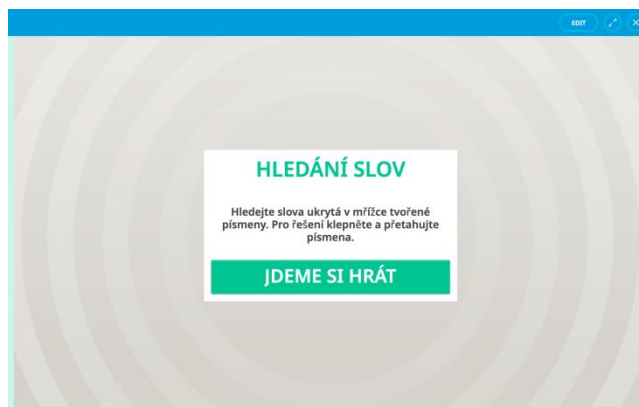 EDIT
HLEDÁNÍ SLOV
Hledejte slova ukrytá v mřížce tvořené
písmeny. Pro řešení klepněte a přetahujte
písmena.
JDEME SI HRÁT